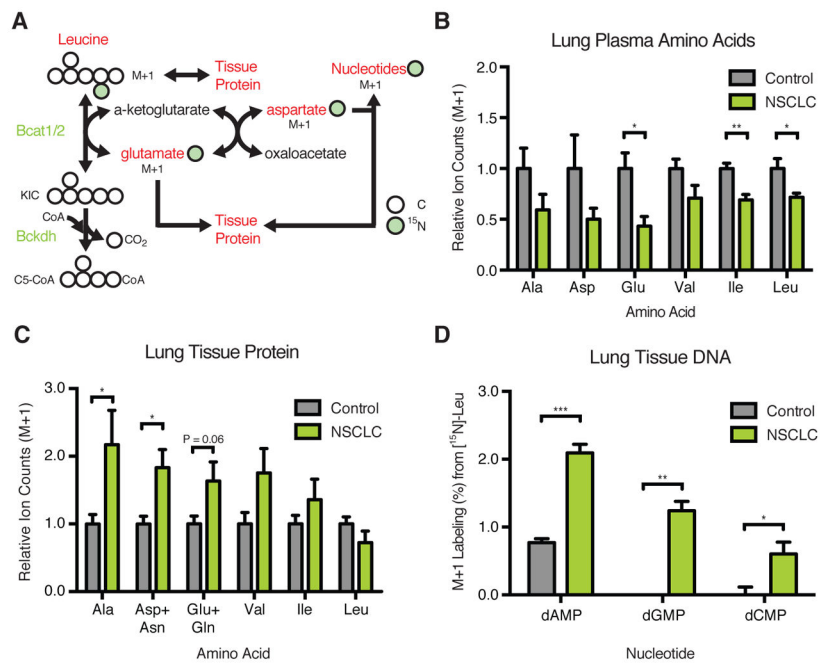 A
Leucine
M+1
Tissue
Protein
Nucleotides
M+1
a-ketoglutarate
aspartate
M+1
Bcat1/2
glutamate
M+1
oxaloacetate
KIC
CoA
Tissue
Protein
C
15N
Bckdh
CO2
C5-CoA
CoA
B
Lung Plasma Amino Acids
Relative Ion Counts (M+1)
2.0
1.5
1.0
0.5
0.0
Control
NSCLC
*
**
*
Ala Asp Glu Val Ile Leu
Amino Acid
C
Lung Tissue Protein
Relative Ion Counts (M+1)
3.0
2.0
1.0
0.0
Control
NSCLC
*
*
P = 0.06
Ala Asp+ Glu+ Val Ile Leu
Asn Gln
Amino Acid
D
Lung Tissue DNA
M+1 Labeling (%) from [15N]-Leu
3.0
2.0
1.0
0.0
Control
NSCLC
***
**
*
dAMP dGMP dCMP
Nucleotide